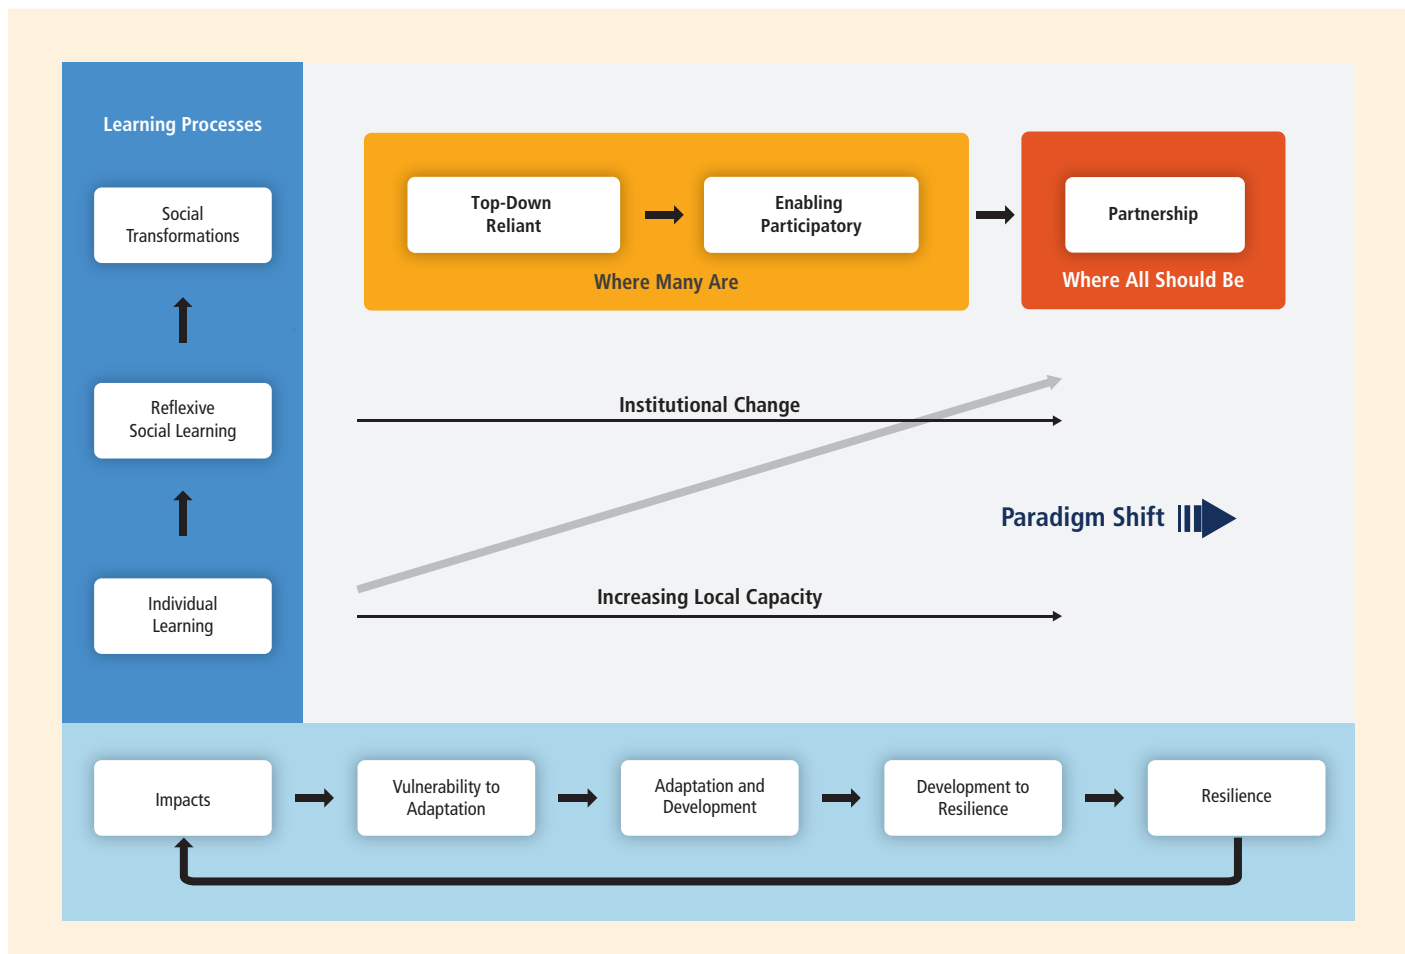 Learning Processes
Social
Transformations
Reflexive
Social Learning
Individual
Learning
Top-Down
Reliant
Enabling
Participatory
Where Many Are
Partnership
Where All Should Be
Institutional Change
Paradigm Shift
Increasing Local Capacity
Impacts
Vulnerability to
Adaptation
Adaptation and
Development
Development to
Resilience
Resilience